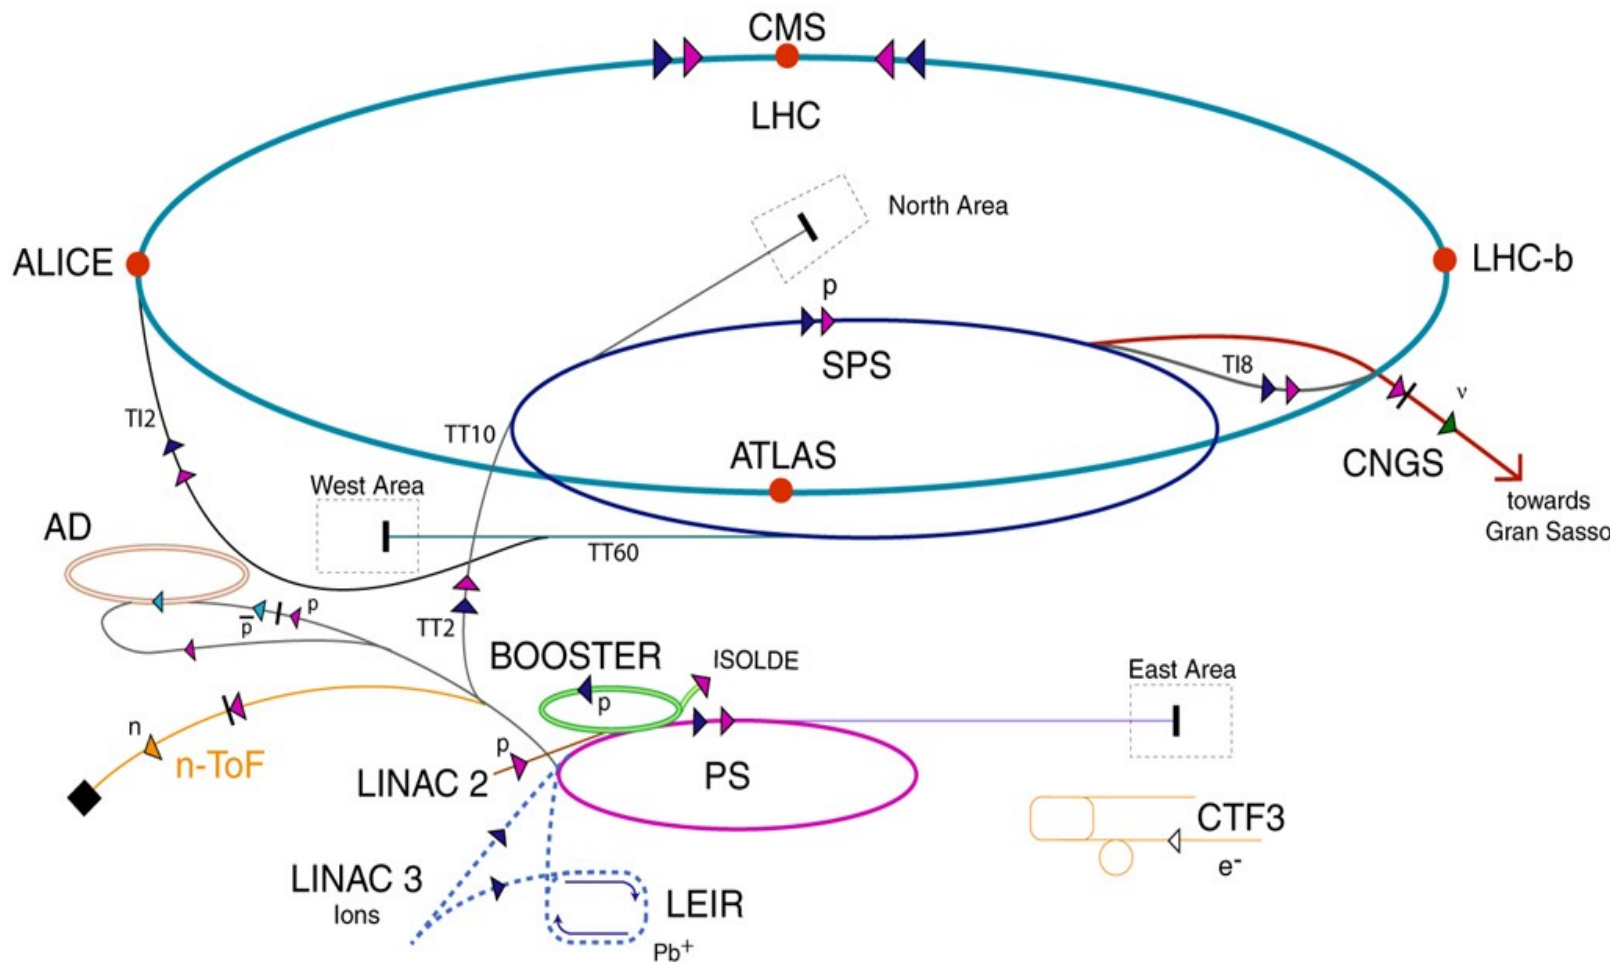 CMS
LHC
North Area
ALICE
LHC-b
p
SPS
TI8
ν
TI2
TT10
ATLAS
CNGS
West Area
towards
Gran Sasso
AD
TT60
p
p̅
TT2
BOOSTER
ISOLDE
East Area
p
n
p
n-ToF
LINAC 2
PS
CTF3
e-
LINAC 3
Ions
LEIR
Pb+